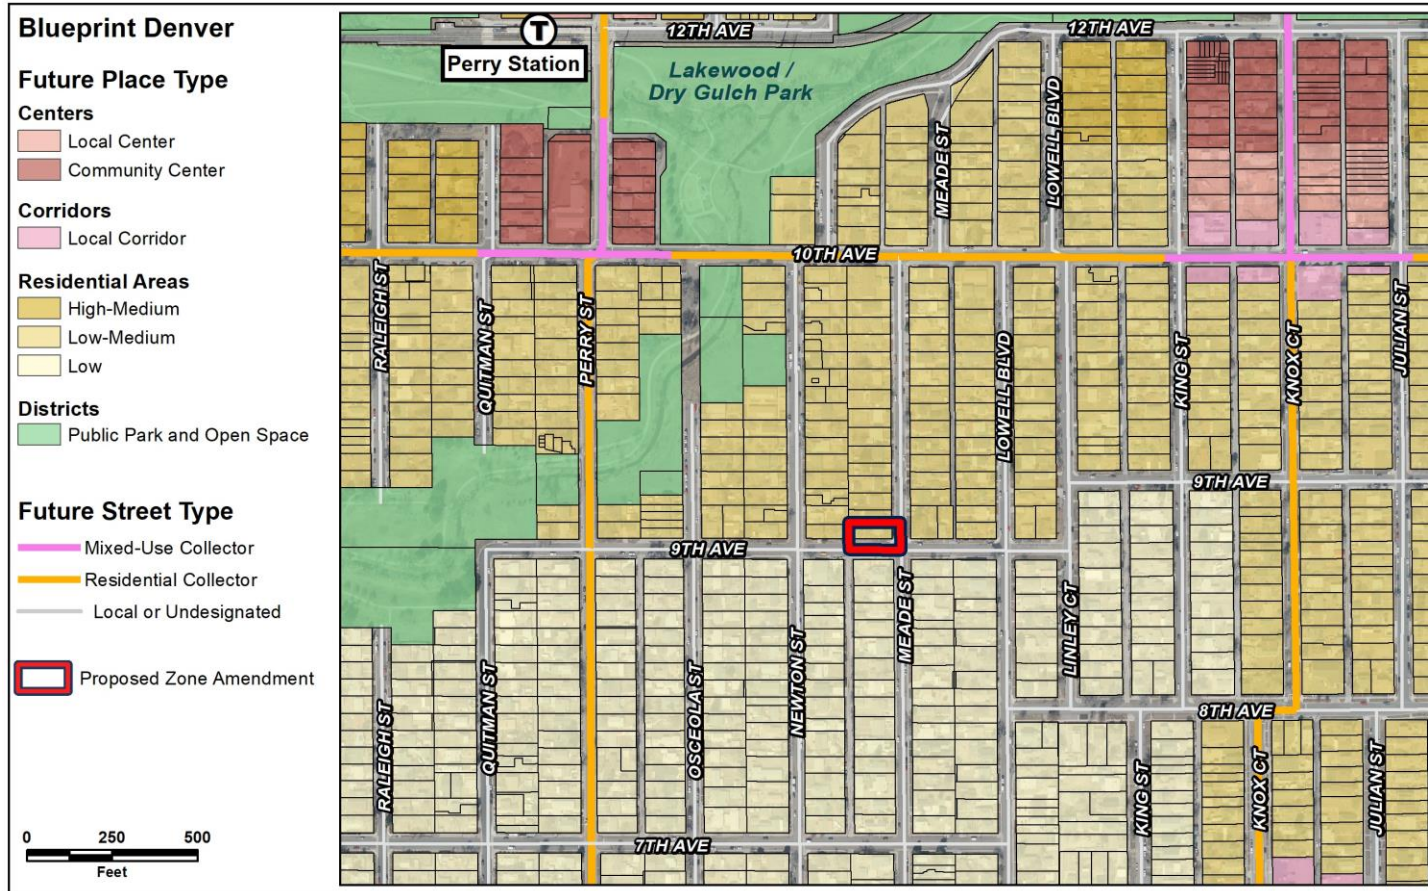 Blueprint Denver
Future Place Type
Centers
Local Center
Community Center
Corridors
Local Corridor
Residential Areas
High-Medium
Low-Medium
Low
Districts
Public Park and Open Space
Future Street Type
Mixed-Use Collector
Residential Collector
Local or Undesignated
Proposed Zone Amendment
0 250 500
Feet
T
Perry Station
12TH AVE
12TH AVE
Lakewood /
Dry Gulch Park
MEADE ST
LOWELL BLVD
10TH AVE
RALEIGH ST
QUITMAN ST
PERRY ST
LOWELL BLVD
KING ST
KNOX CT
JULIAN ST
9TH AVE
9TH AVE
RALEIGH ST
QUITMAN ST
OSCEOLA ST
NEWTON ST
MEADE ST
LINLEY CT
8TH AVE
KING ST
KNOX CT
JULIAN ST
7TH AVE